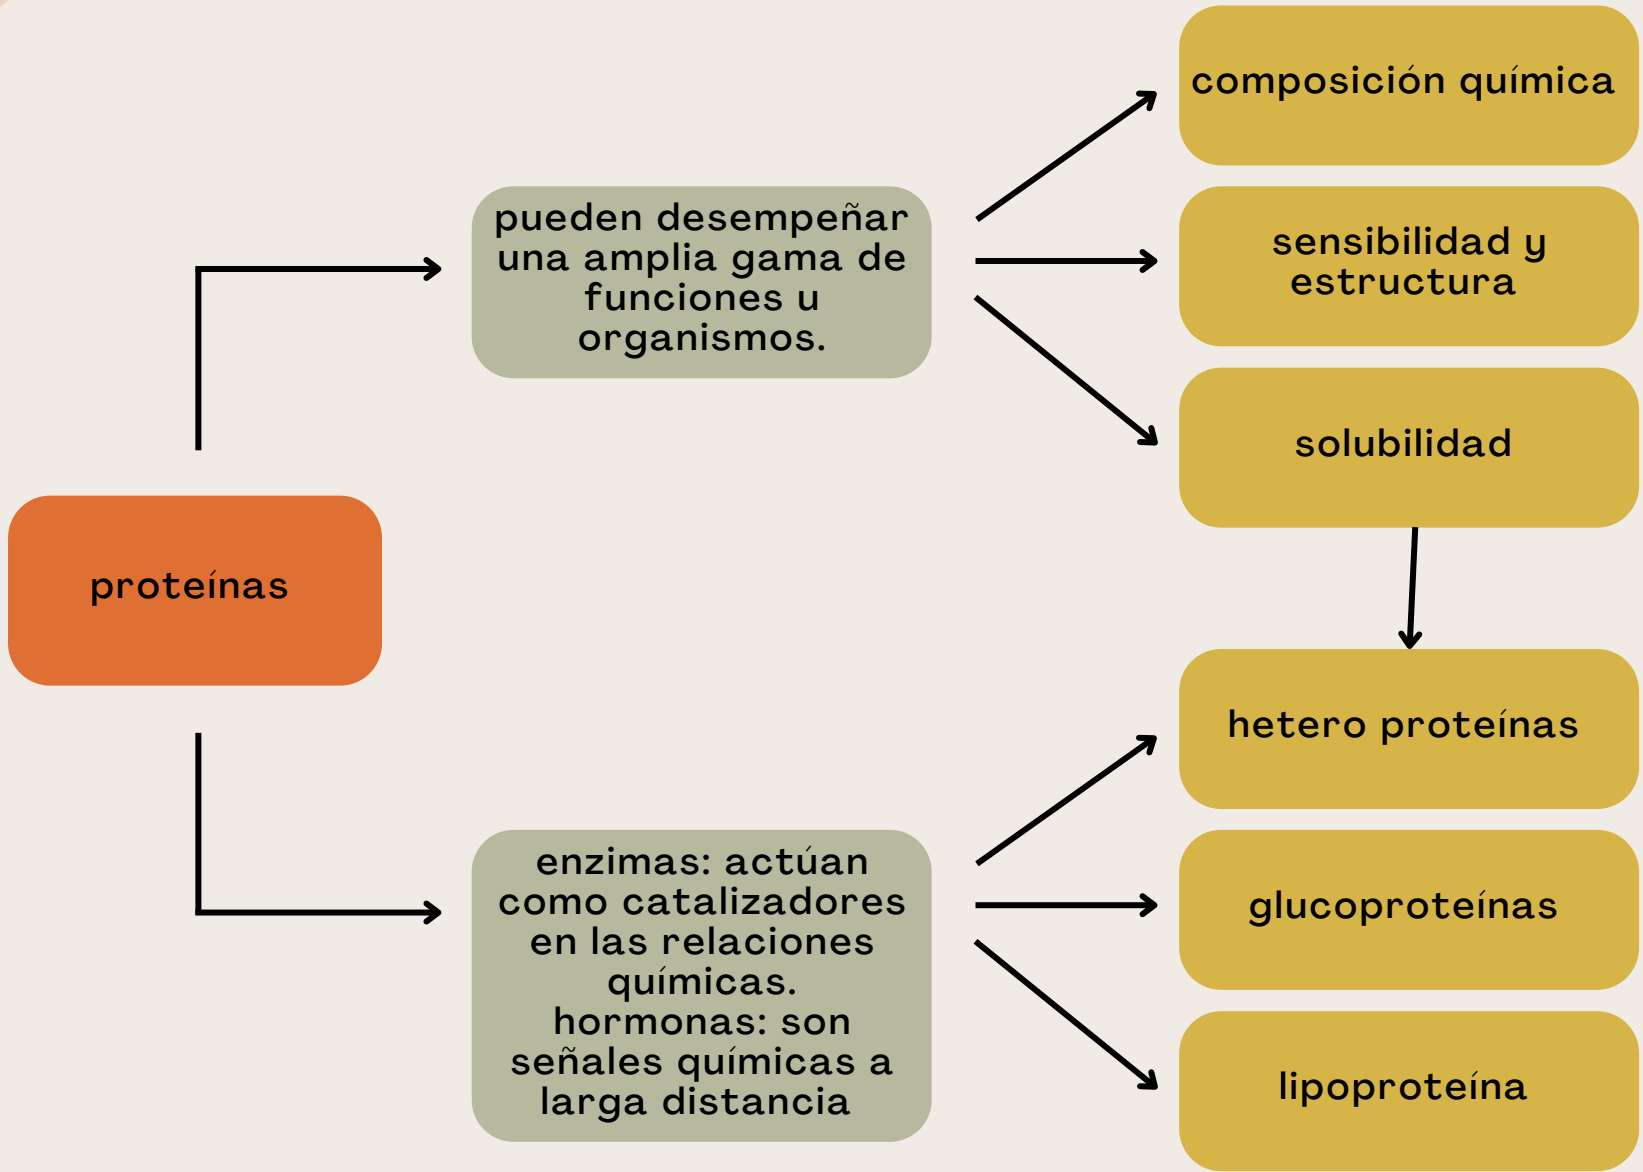 composición química
pueden desempeñar
una amplia gama de
funciones u
organismos.
sensibilidad y
estructura
solubilidad
proteínas
hetero proteínas
enzimas: actúan
como catalizadores
en las relaciones
químicas.
hormonas: son
señales químicas a
larga distancia
glucoproteínas
lipoproteína